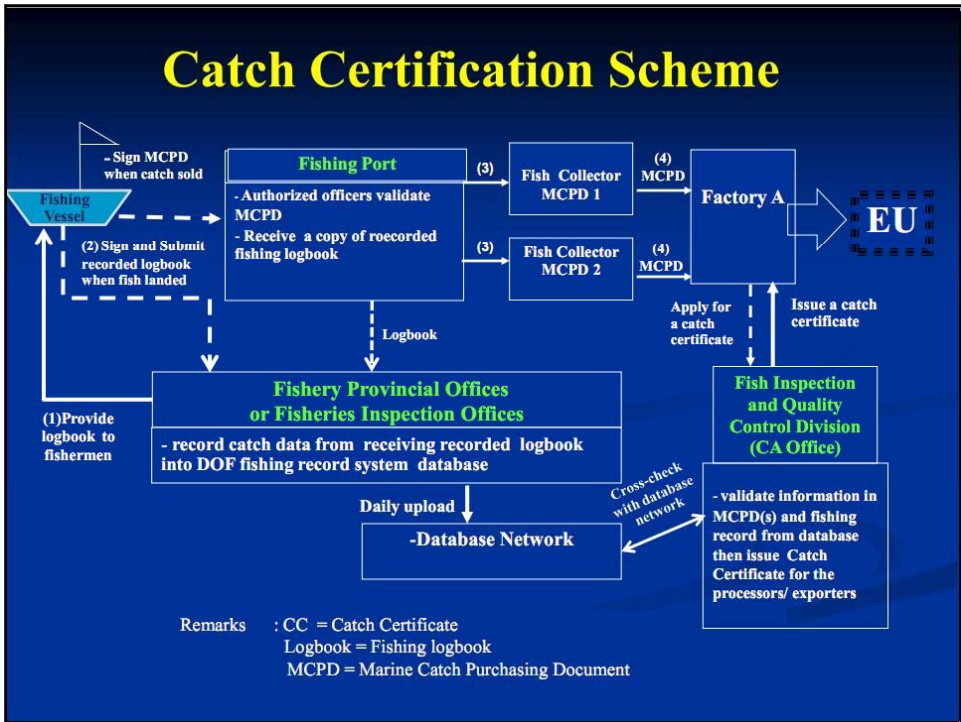 Catch Certification Scheme
- Sign MCPD
when catch sold
Fishing
Vessel
(2) Sign and Submit
recorded logbook
when fish landed
Fishing Port
- Authorized officers validate
MCPD
- Receive a copy of roecorded
fishing logbook
(3)
(3)
Fish Collector
MCPD 1
Fish Collector
MCPD 2
(4)
MCPD
(4)
MCPD
Factory A
EU
Logbook
Apply for
a catch
certificate
Issue a catch
certificate
(1)Provide
logbook to
fishermen
Fishery Provincial Offices
or Fisheries Inspection Offices
- record catch data from receiving recorded logbook
into DOF fishing record system database
Daily upload
-Database Network
Cross-check
with database
network
Fish Inspection
and Quality
Control Division
(CA Office)
- validate information in
MCPD(s) and fishing
record from database
then issue Catch
Certificate for the
processors/ exporters
Remarks : CC = Catch Certificate
Logbook = Fishing logbook
MCPD = Marine Catch Purchasing Document